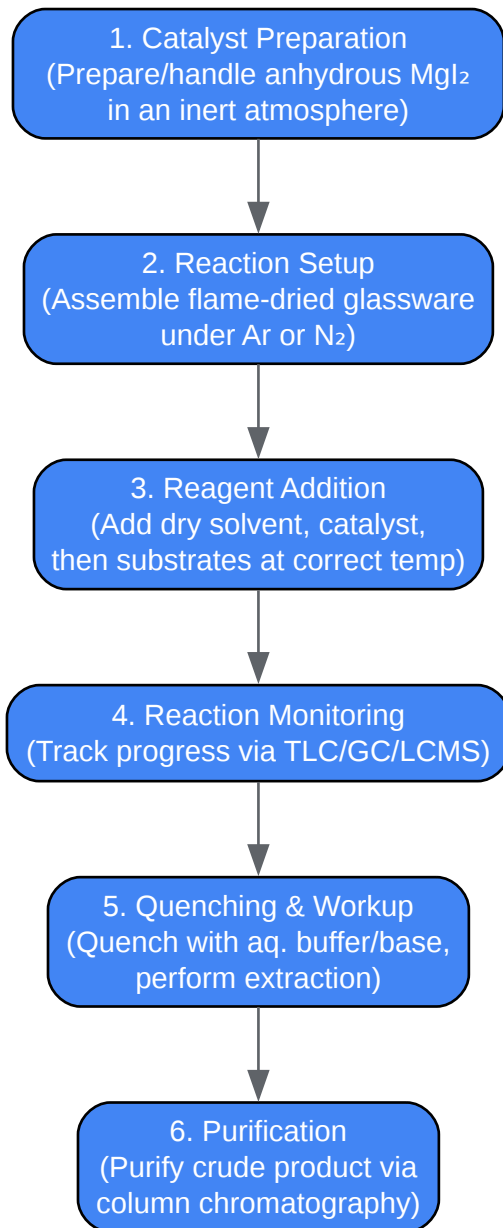 1. Catalyst Preparation
(Prepare/handle anhydrous MgI₂
in an inert atmosphere)
2. Reaction Setup
(Assemble flame-dried glassware
under Ar or N₂)
3. Reagent Addition
(Add dry solvent, catalyst,
then substrates at correct temp)
4. Reaction Monitoring
(Track progress via TLC/GC/LCMS)
5. Quenching & Workup
(Quench with aq. buffer/base,
perform extraction)
6. Purification
(Purify crude product via
column chromatography)